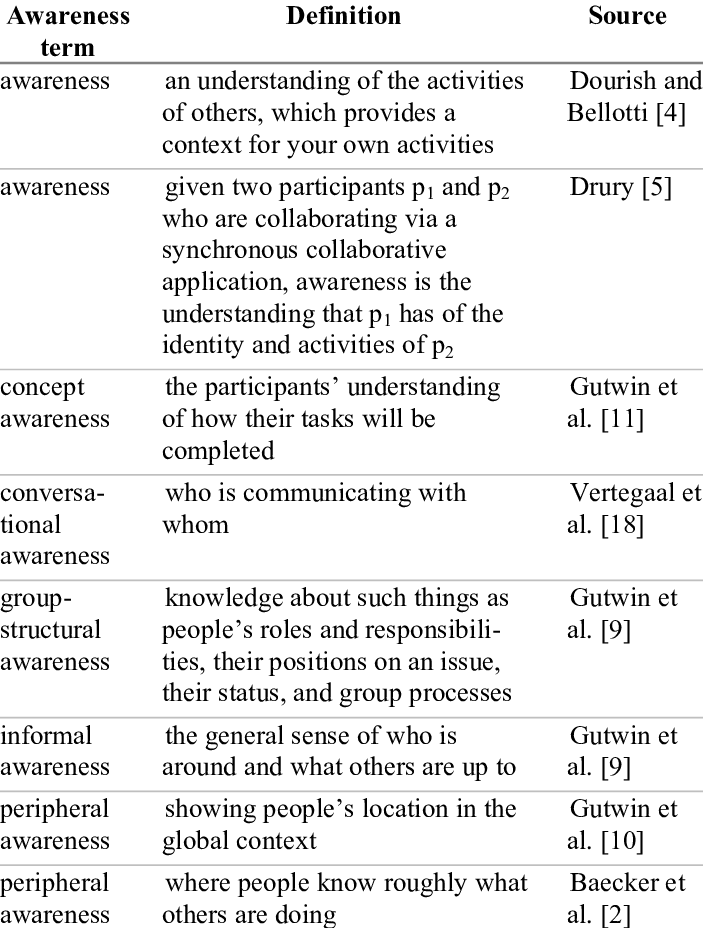 Awareness term Definition Source
awareness an understanding of the activities Dourish and
of others, which provides a Bellotti [4]
context for your own activities
awareness given two participants p₁ and p₂ Drury [5]
who are collaborating via a
synchronous collaborative
application, awareness is the
understanding that p₁ has of the
identity and activities of p₂
concept the participants’ understanding Gutwin et
awareness of how their tasks will be al. [11]
completed
conversa- who is communicating with Vertegaal et
tional whom al. [18]
awareness
group- knowledge about such things as Gutwin et
structural people’s roles and responsibili- al. [9]
awareness ties, their positions on an issue,
their status, and group processes
informal the general sense of who is Gutwin et
awareness around and what others are up to al. [9]
peripheral showing people’s location in the Gutwin et
awareness global context al. [10]
peripheral where people know roughly what Baecker et
awareness others are doing al. [2]